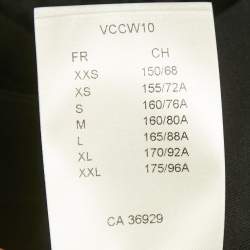 VCCW10
FR CH
XXS 150/68
XS 155/72A
S 160/76A
M 160/80A
L 165/88A
XL 170/92A
XXL 175/96A
CA 36929